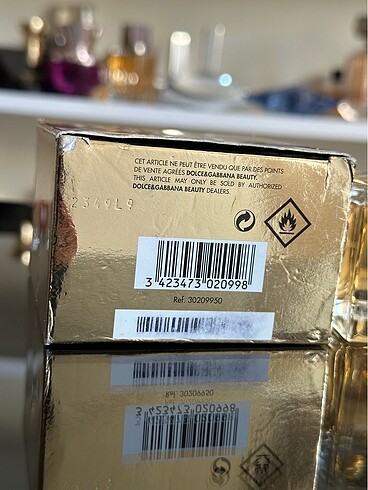 CET ARTICLE NE PEUT ÊTRE VENDU QUE PAR DES POINTS
DE VENTE AGRÉÉS DOLCE&GABBANA BEAUTY.
THIS ARTICLE MAY ONLY BE SOLD BY AUTHORIZED
DOLCE&GABBANA BEAUTY DEALERS.
2349L9
3 423473 020998
Ref: 30209950